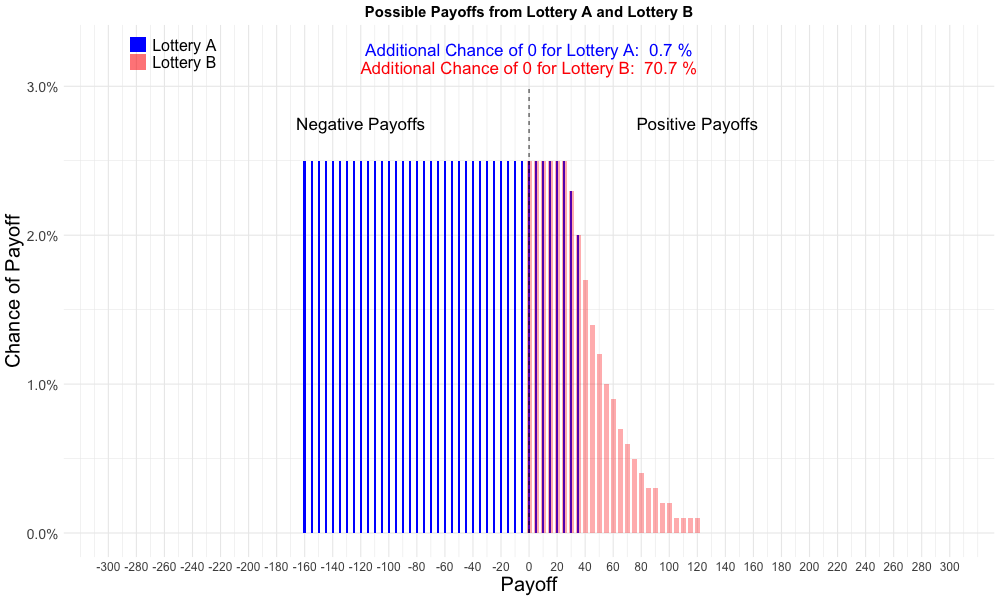 Possible Payoffs from Lottery A and Lottery B
Lottery A
Lottery B
Additional Chance of 0 for Lottery A:  0.7 %
Additional Chance of 0 for Lottery B:  70.7 %
Negative Payoffs
Positive Payoffs
Chance of Payoff
3.0%
2.0%
1.0%
0.0%
-300 -280 -260 -240 -220 -200 -180 -160 -140 -120 -100 -80 -60 -40 -20 0 20 40 60 80 100 120 140 160 180 200 220 240 260 280 300
Payoff